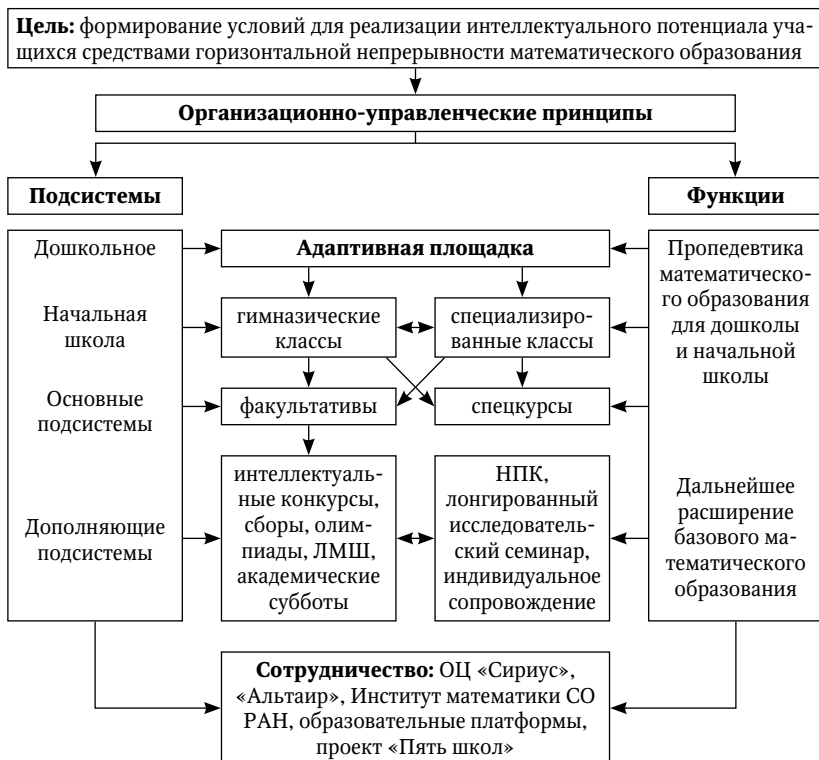 Цель: формирование условий для реализации интеллектуального потенциала уча-
щихся средствами горизонтальной непрерывности математического образования
Организационно-управленческие принципы
Подсистемы
Функции
Дошкольное
Начальная
школа
Основные
подсистемы
Дополняющие
подсистемы
Адаптивная площадка
гимназические
классы
специализиро-
ванные классы
факультативы
спецкурсы
интеллектуаль-
ные конкурсы,
сборы, олим-
пиады, ЛМШ,
академические
субботы
НПК,
лонгированный
исследователь-
ский семинар,
индивидуальное
сопровождение
Пропедевтика
математическо-
го образования
для дошколы
и начальной
школы
Дальнейшее
расширение
базового ма-
тематического
образования
Сотрудничество: ОЦ «Сириус»,
«Альтаир», Институт математики СО
РАН, образовательные платформы,
проект «Пять школ»